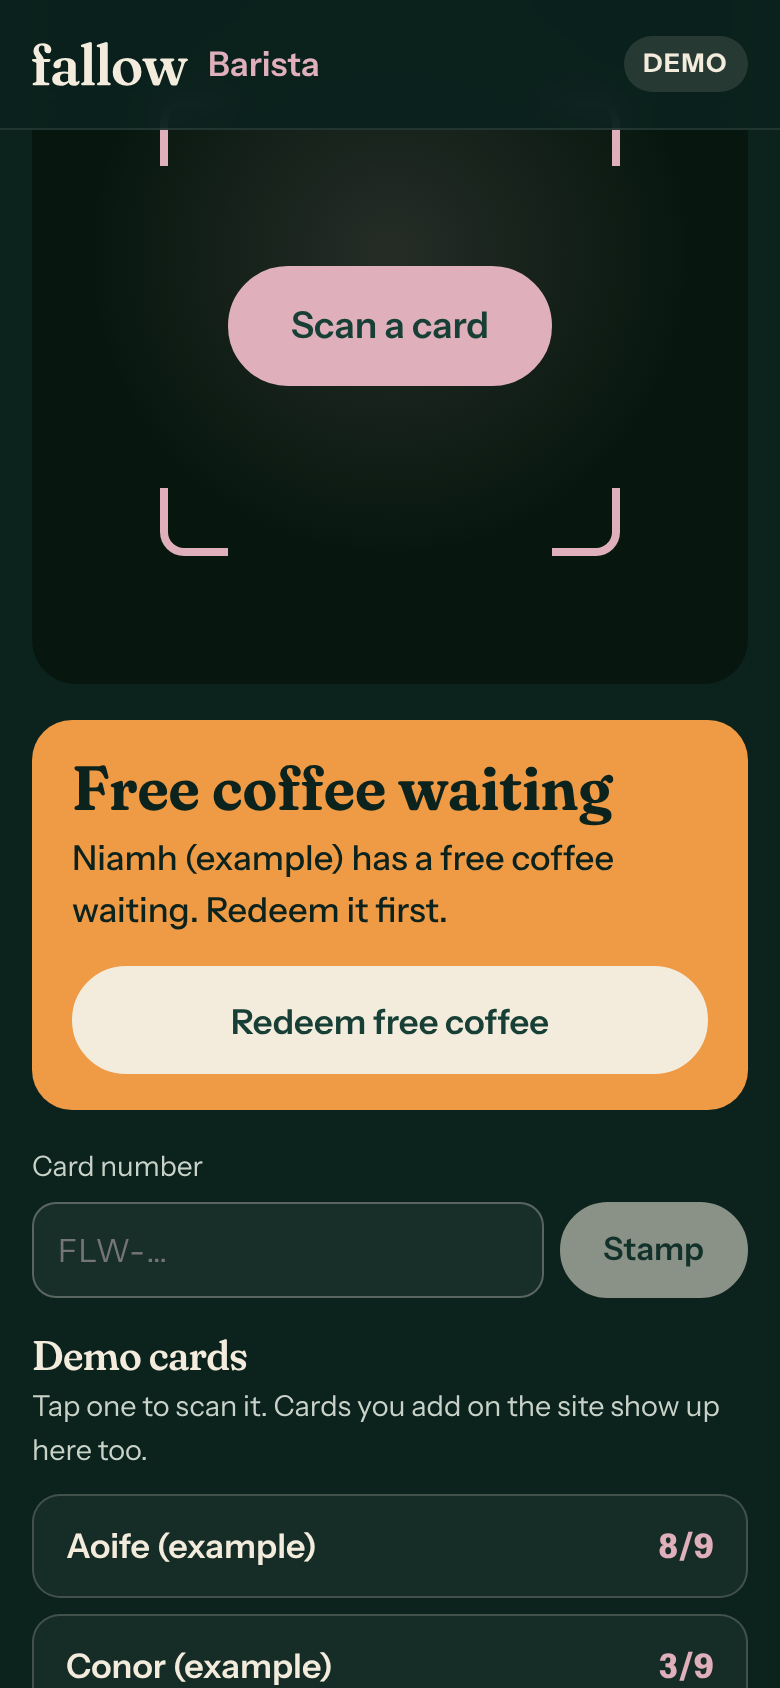 fallow Barista DEMO
Scan a card
Free coffee waiting
Niamh (example) has a free coffee
waiting. Redeem it first.
Redeem free coffee
Card number
FLW-... Stamp
Demo cards
Tap one to scan it. Cards you add on the site show up
here too.
Aoife (example) 8/9
Conor (example) 3/9